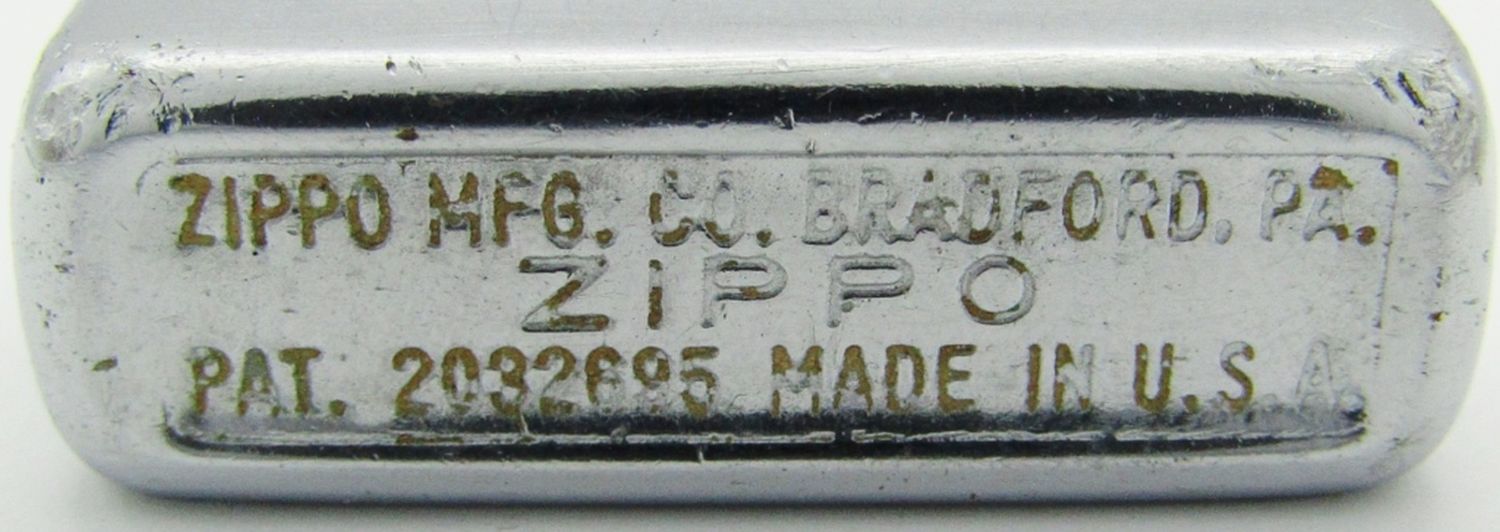 ZIPPO MFG. CO. BRADFORD. PA.
ZIPPO
PAT. 2032695 MADE IN U.S.A.